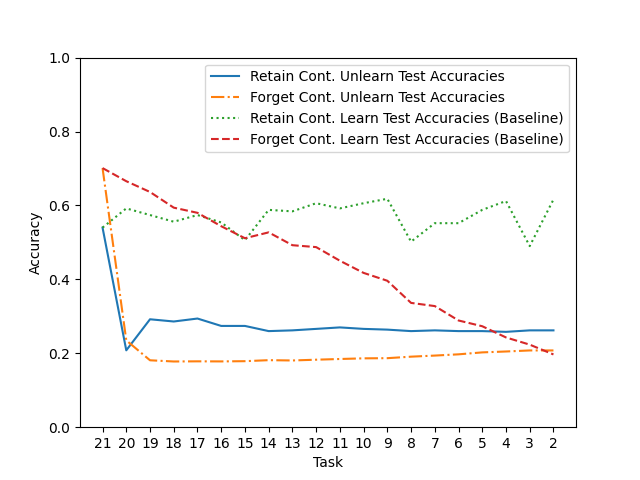 Retain Cont. Unlearn Test Accuracies
Forget Cont. Unlearn Test Accuracies
Retain Cont. Learn Test Accuracies (Baseline)
Forget Cont. Learn Test Accuracies (Baseline)
1.0
0.8
0.6
0.4
0.2
0.0
Accuracy
21 20 19 18 17 16 15 14 13 12 11 10 9 8 7 6 5 4 3 2
Task